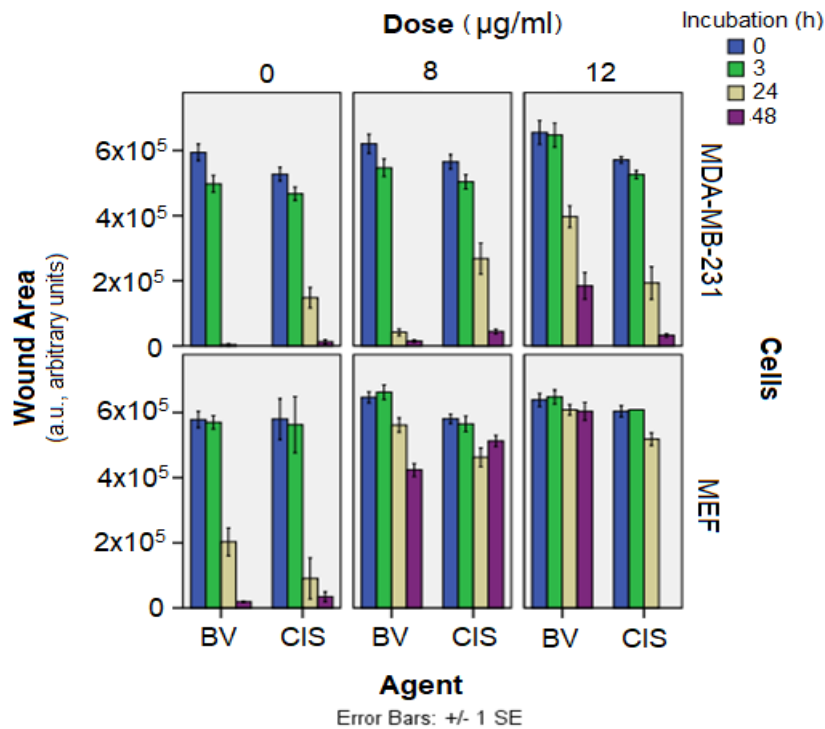 Dose (µg/ml)
Incubation (h)
0
3
24
48
0 8 12
6x10⁵
4x10⁵
2x10⁵
0
MDA-MB-231
6x10⁵
4x10⁵
2x10⁵
0
MEF
Wound Area
(a.u., arbitrary units)
Cells
BV CIS BV CIS BV CIS
Agent
Error Bars: +/- 1 SE